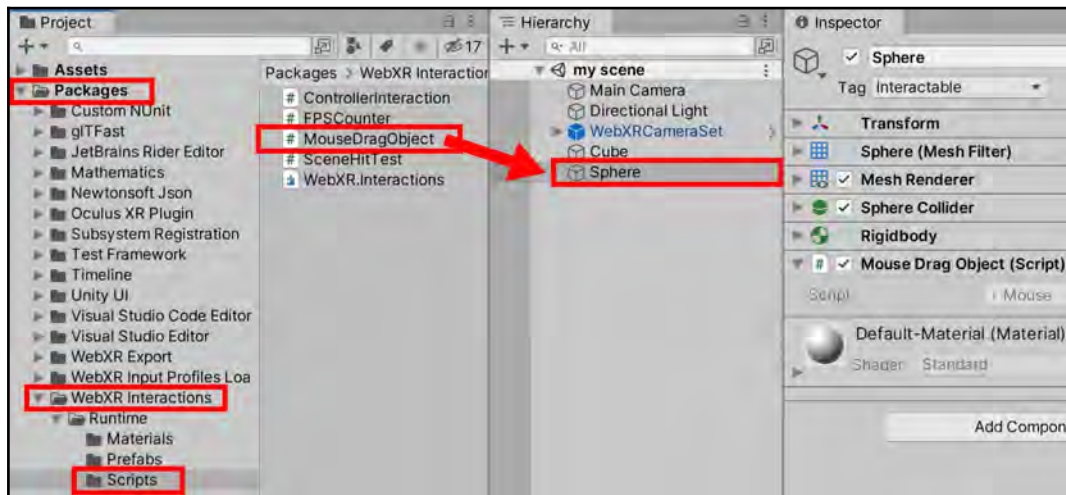 Project
17
Assets
Packages
Custom NUnit
glTFast
JetBrains Rider Editor
Mathematics
Newtonsoft Json
Oculus XR Plugin
Subsystem Registration
Test Framework
Timeline
Unity UI
Visual Studio Code Editor
Visual Studio Editor
WebXR Export
WebXR Input Profiles Loa
WebXR Interactions
Runtime
Materials
Prefabs
Scripts
Packages > WebXR Interaction
# ControllerInteraction
# FPSCounter
# MouseDragObject
# SceneHitTest
WebXR.Interactions
Hierarchy
All
my scene
Main Camera
Directional Light
WebXRCameraSet
Cube
Sphere
Inspector
Sphere
Tag Interactable
Transform
Sphere (Mesh Filter)
Mesh Renderer
Sphere Collider
Rigidbody
# Mouse Drag Object (Script)
Script Mouse
Default-Material (Material)
Shader Standard
Add Compon